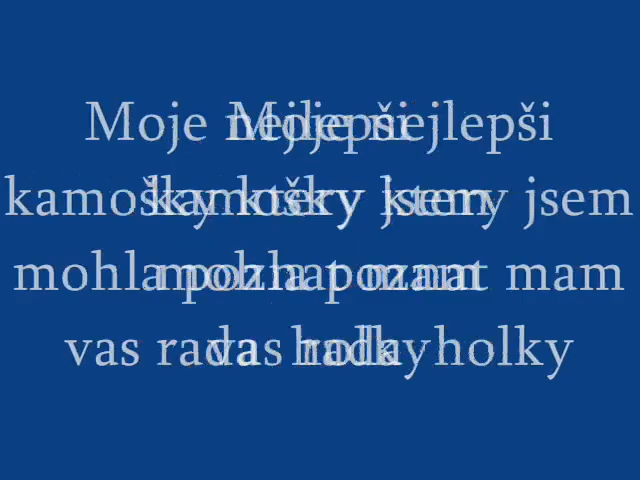 Moje nejlepši
kamošky ktery jsem
mohla poznat mam
vas rada holky